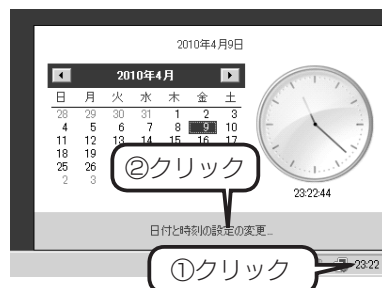 2010年4月9日
2010年4月
日 月 火 水 木 金 土
28 29 30 31 1 2 3
4 5 6 7 8 9 10
11 12 13 14 15 16 17
18 19
25 26
2 3
23:22:44
②クリック
日付と時刻の設定の変更...
①クリック
23:22